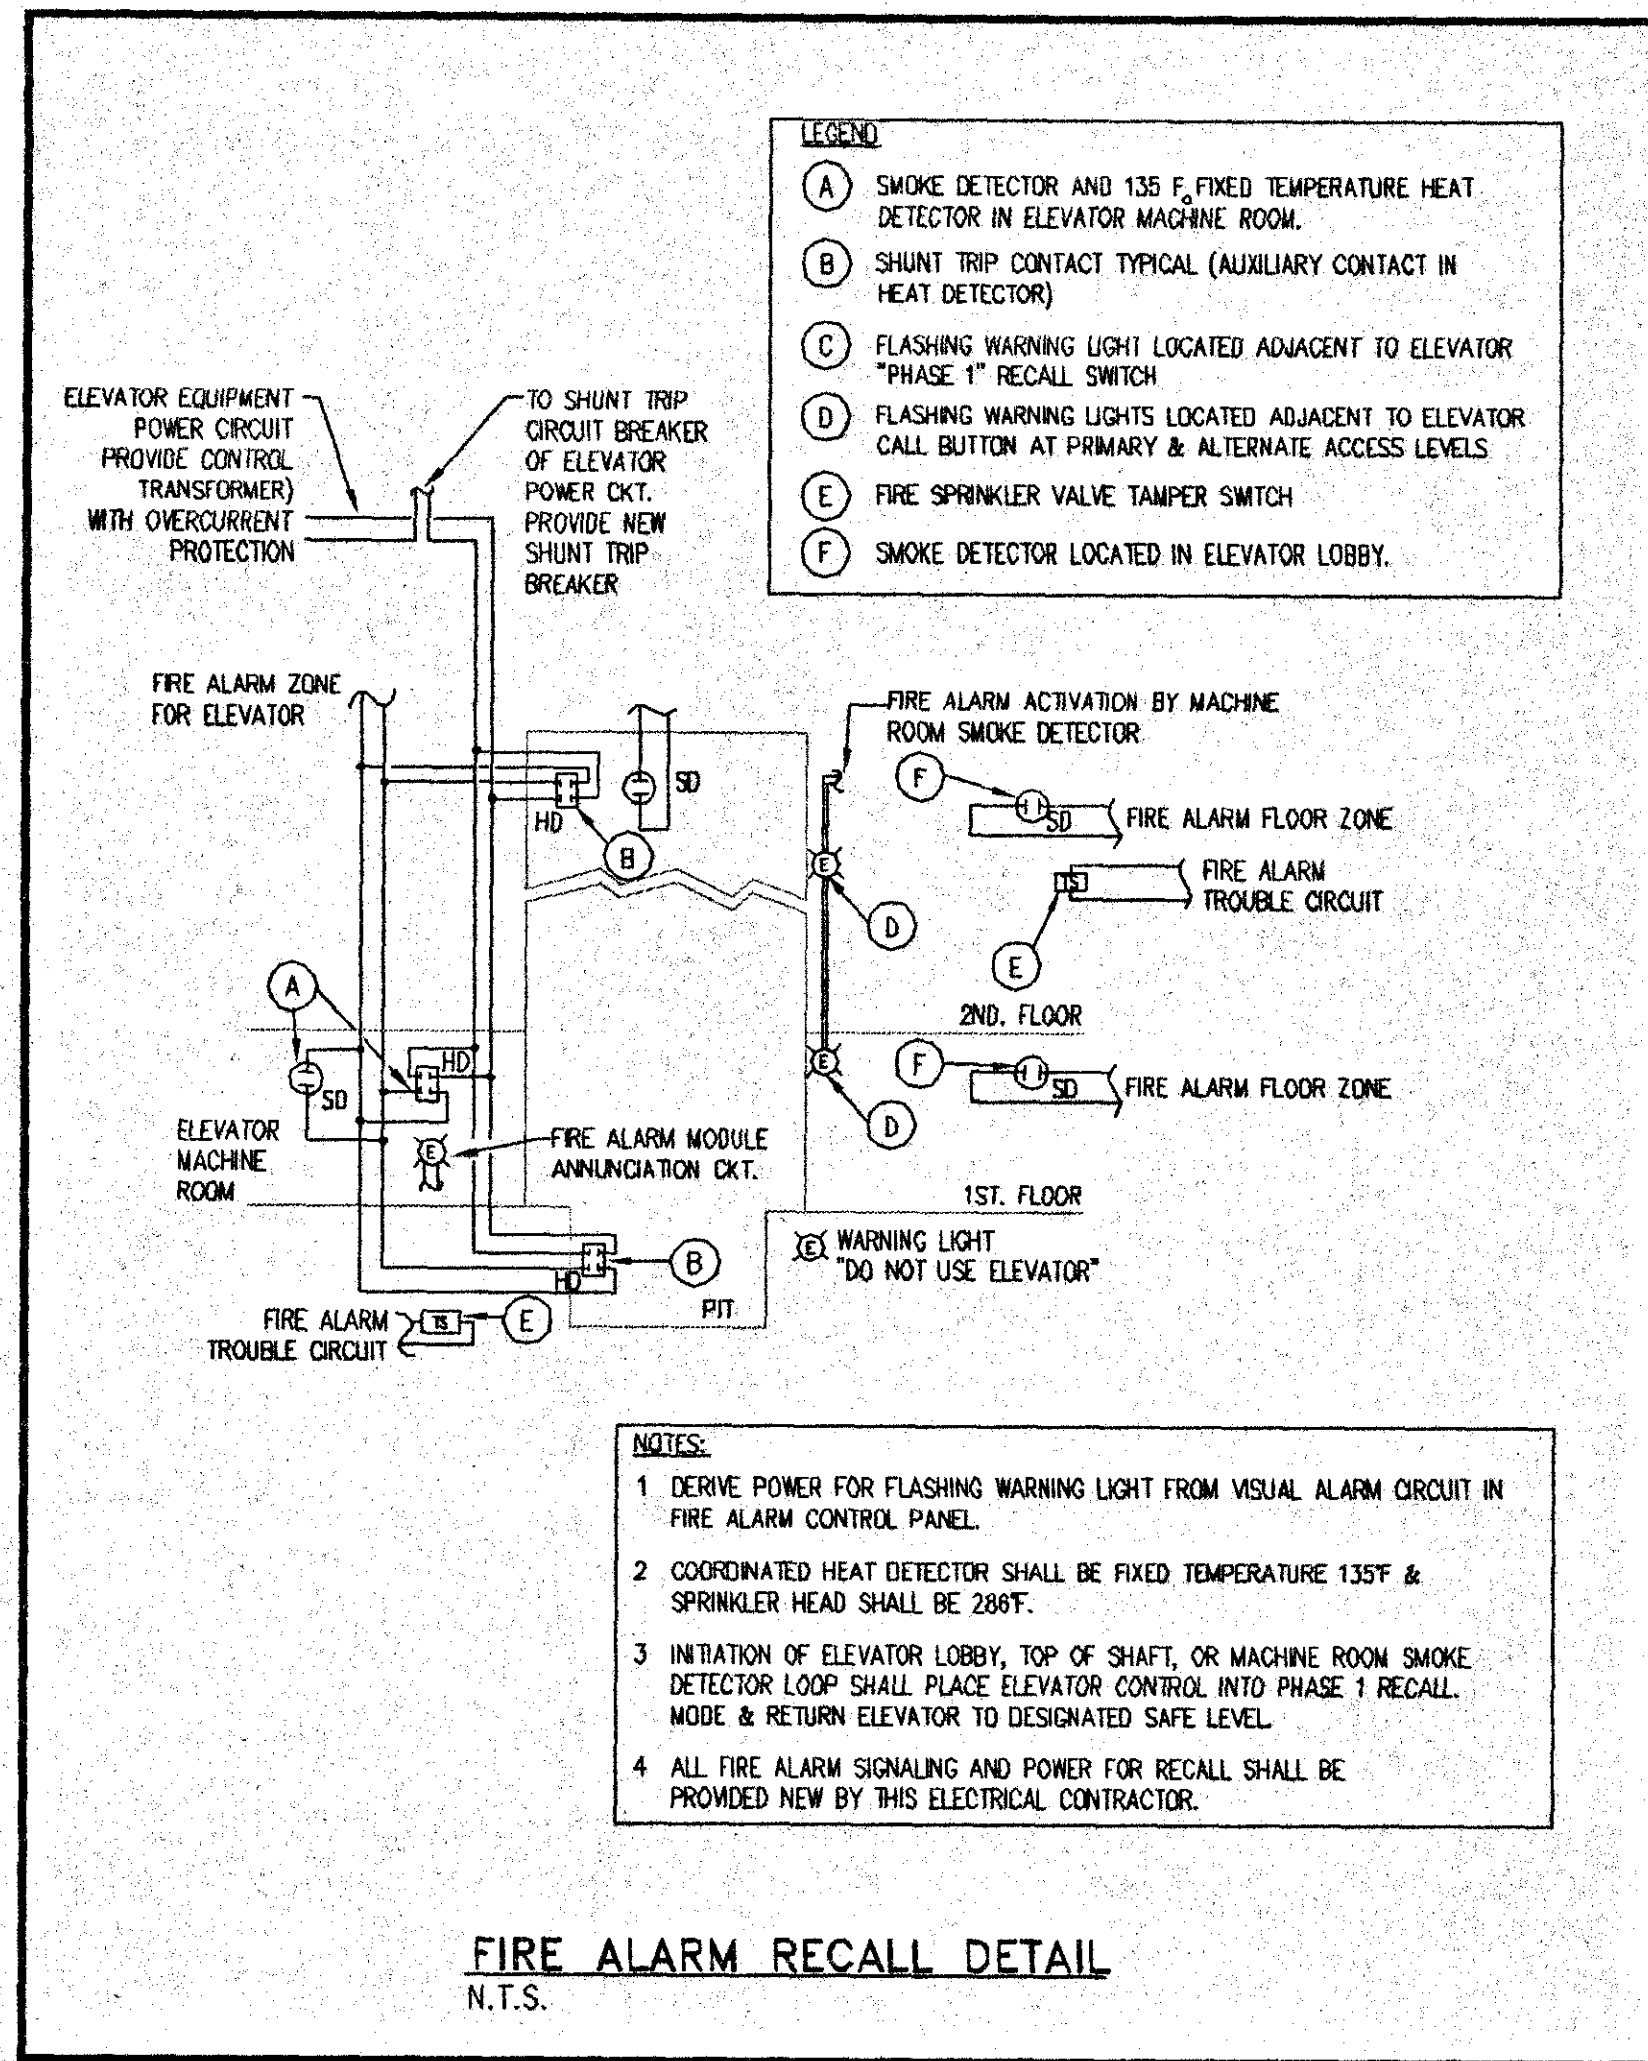 LEGEND
A SMOKE DETECTOR AND 135 F° FIXED TEMPERATURE HEAT
DETECTOR IN ELEVATOR MACHINE ROOM.
B SHUNT TRIP CONTACT TYPICAL (AUXILIARY CONTACT IN
HEAT DETECTOR)
C FLASHING WARNING LIGHT LOCATED ADJACENT TO ELEVATOR
"PHASE 1" RECALL SWITCH
D FLASHING WARNING LIGHTS LOCATED ADJACENT TO ELEVATOR
CALL BUTTON AT PRIMARY & ALTERNATE ACCESS LEVELS
E FIRE SPRINKLER VALVE TAMPER SWITCH
F SMOKE DETECTOR LOCATED IN ELEVATOR LOBBY.
ELEVATOR EQUIPMENT
POWER CIRCUIT
PROVIDE CONTROL
TRANSFORMER)
WITH OVERCURRENT
PROTECTION
TO SHUNT TRIP
CIRCUIT BREAKER
OF ELEVATOR
POWER CKT.
PROVIDE NEW
SHUNT TRIP
BREAKER
FIRE ALARM ZONE
FOR ELEVATOR
FIRE ALARM ACTIVATION BY MACHINE
ROOM SMOKE DETECTOR
SD
HD
B
F
SD
FIRE ALARM FLOOR ZONE
E
D
TS
FIRE ALARM
TROUBLE CIRCUIT
E
2ND. FLOOR
A
SD
HD
E
F
SD
FIRE ALARM FLOOR ZONE
D
ELEVATOR
MACHINE
ROOM
E
FIRE ALARM MODULE
ANNUNCIATION CKT.
1ST. FLOOR
E WARNING LIGHT
"DO NOT USE ELEVATOR"
HD
B
PIT
FIRE ALARM
TROUBLE CIRCUIT
TS
E
NOTES:
1 DERIVE POWER FOR FLASHING WARNING LIGHT FROM VISUAL ALARM CIRCUIT IN
FIRE ALARM CONTROL PANEL.
2 COORDINATED HEAT DETECTOR SHALL BE FIXED TEMPERATURE 135°F &
SPRINKLER HEAD SHALL BE 286°F.
3 INITIATION OF ELEVATOR LOBBY, TOP OF SHAFT, OR MACHINE ROOM SMOKE
DETECTOR LOOP SHALL PLACE ELEVATOR CONTROL INTO PHASE 1 RECALL.
MODE & RETURN ELEVATOR TO DESIGNATED SAFE LEVEL
4 ALL FIRE ALARM SIGNALING AND POWER FOR RECALL SHALL BE
PROVIDED NEW BY THIS ELECTRICAL CONTRACTOR.
FIRE ALARM RECALL DETAIL
N.T.S.